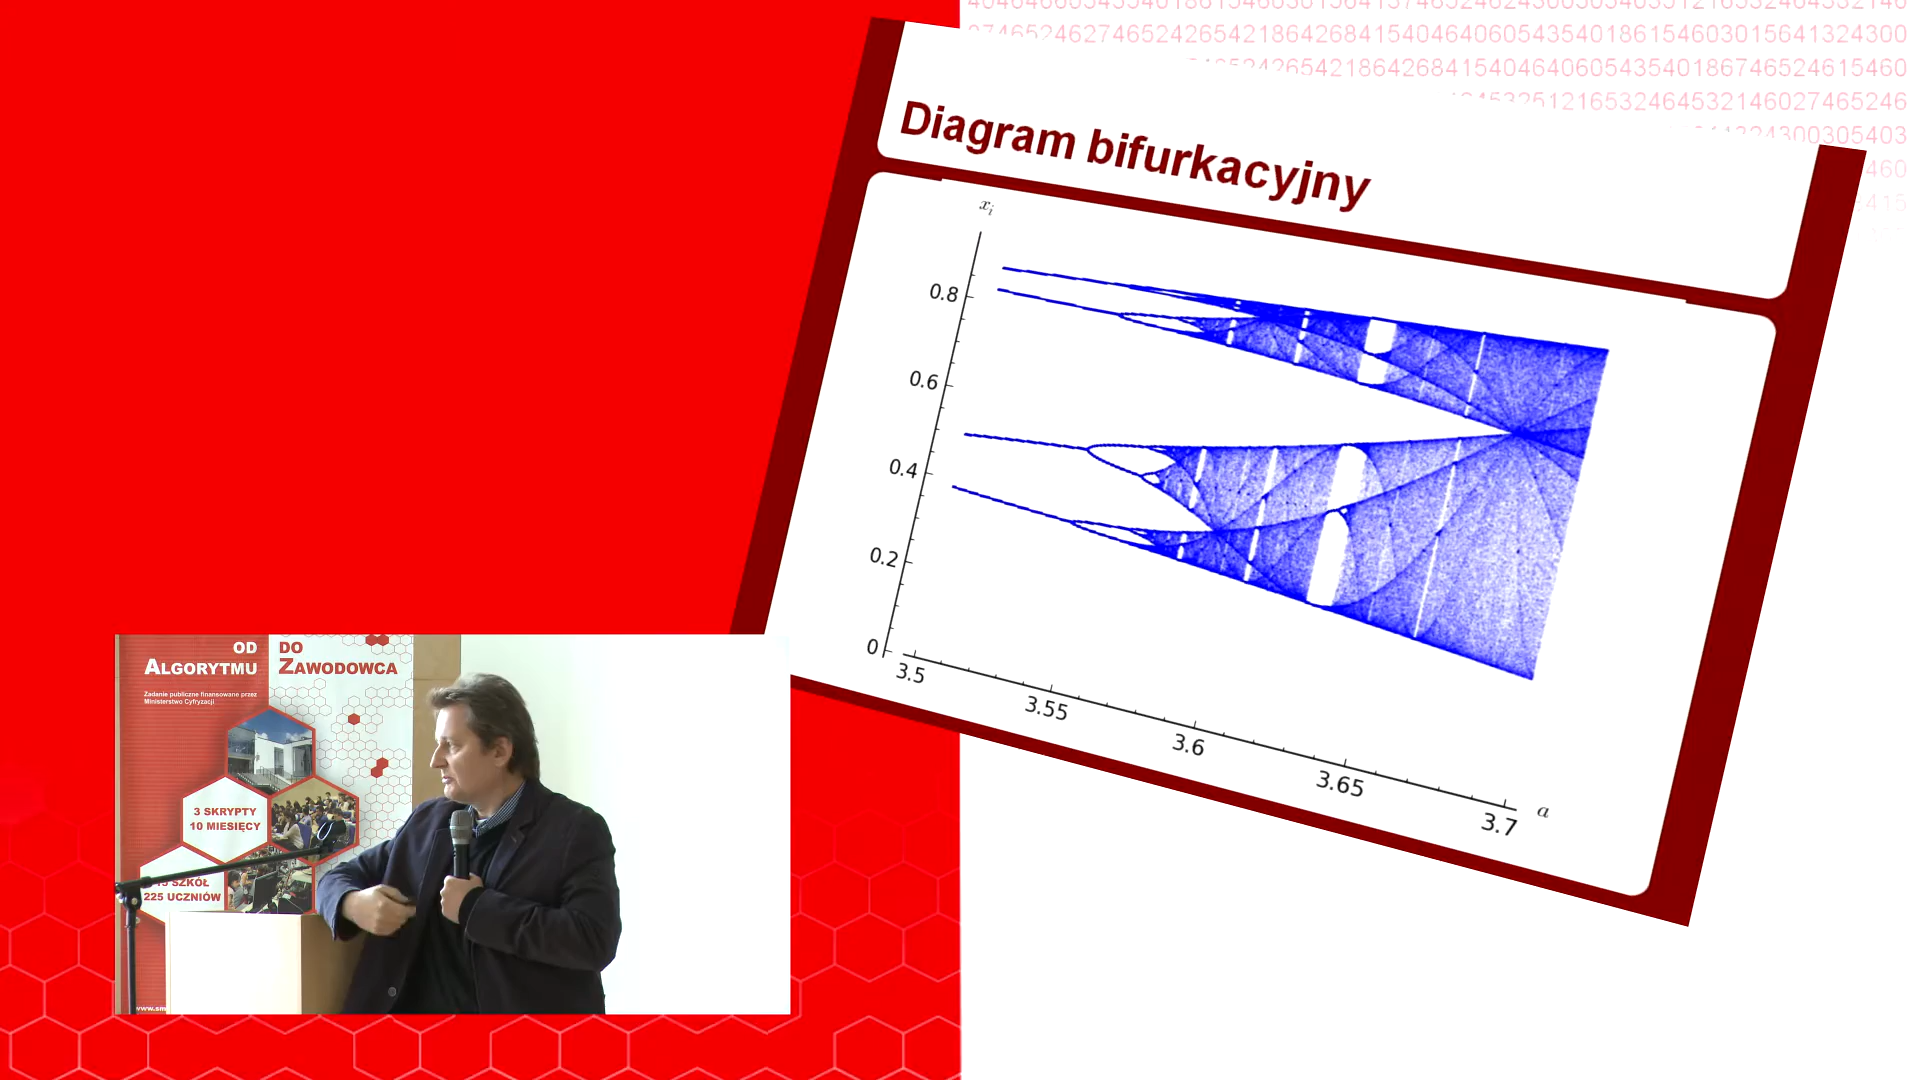 27465246274652426542186426841540464060543540186154603015641324300
Diagram bifurkacyjny
x_i
0.8
0.6
0.4
0.2
0
3.5
3.55
3.6
3.65
3.7
a
OD
ALGORYTMU
DO
ZAWODOWCA
Zadanie publiczne finansowane przez
Ministerstwo Cyfryzacji
3 SKRYPTY
10 MIESIĘCY
SZKÓŁ
225 UCZNIÓW